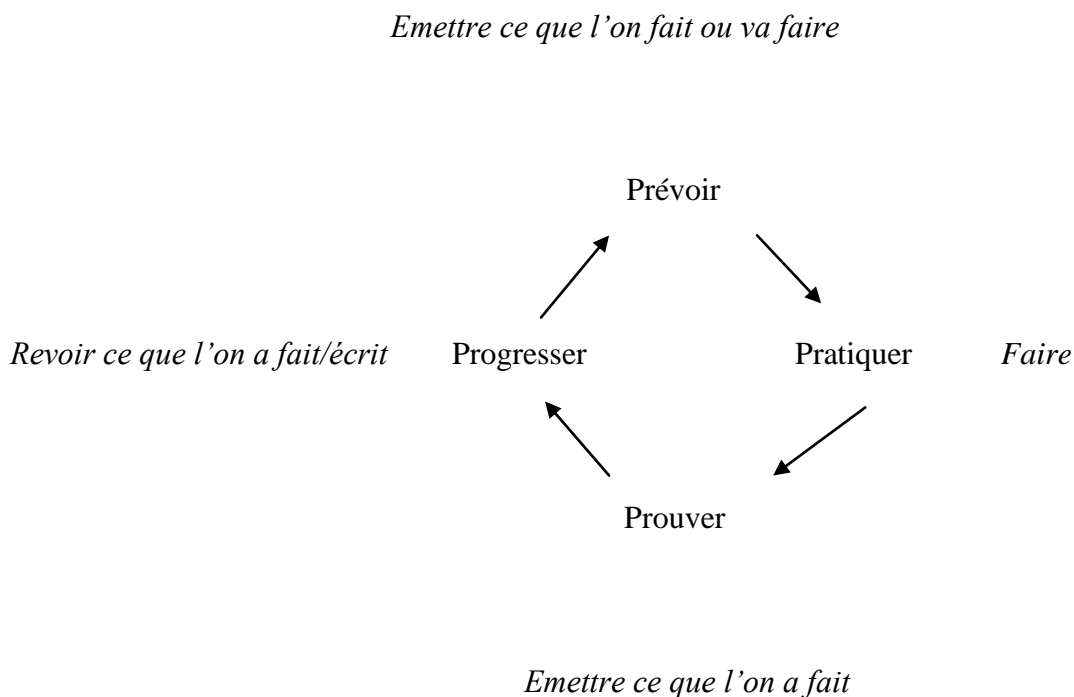 Emettre ce que l’on fait ou va faire
Prévoir
Revoir ce que l’on a fait/écrit Progresser Pratiquer Faire
Prouver
Emettre ce que l’on a fait